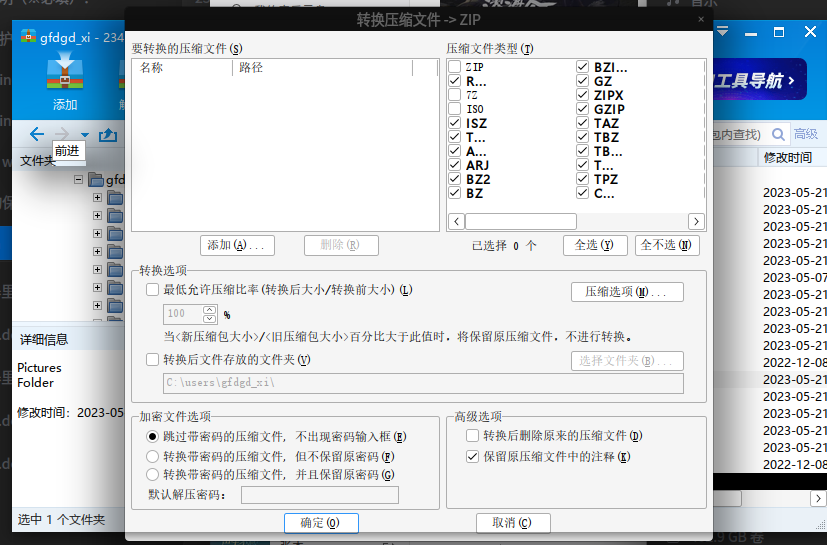 转换压缩文件 -> ZIP
×
gfdgd_xi - 234
添加
工具导航 ›
前进
文件夹
包内查找)
高级
修改时间
gfd
要转换的压缩文件(S)
名称
路径
压缩文件类型(T)
ZIP
R...
7Z
ISO
ISZ
T...
A...
ARJ
BZ2
BZ
BZI...
GZ
ZIPX
GZIP
TAZ
TBZ
TB...
T...
TPZ
C...
添加(A)...
删除(R)
已选择 0 个
全选(Y)
全不选(N)
转换选项
最低允许压缩比率(转换后大小/转换前大小)(L)
压缩选项(M)...
100
%
当<新压缩包大小>/<旧压缩包大小>百分比大于此值时，将保留原压缩文件，不进行转换。
转换后文件存放的文件夹(V)
选择文件夹(B)...
C:\users\gfdgd_xi\
加密文件选项
跳过带密码的压缩文件, 不出现密码输入框(E)
转换带密码的压缩文件, 但不保留原密码(F)
转换带密码的压缩文件, 并且保留原密码(G)
默认解压密码:
高级选项
转换后删除原来的压缩文件(D)
保留原压缩文件中的注释(K)
确定(O)
取消(C)
详细信息
Pictures
Folder
修改时间: 2023-05
选中 1 个文件夹
2023-05-21
2023-05-21
2023-05-21
2023-05-21
2023-05-21
2023-05-07
2023-05-21
2023-05-21
2023-05-21
2023-05-21
2022-12-08
2023-05-21
2023-05-21
2023-05-21
2023-05-21
2023-05-21
2022-12-08
.9 GB 卷